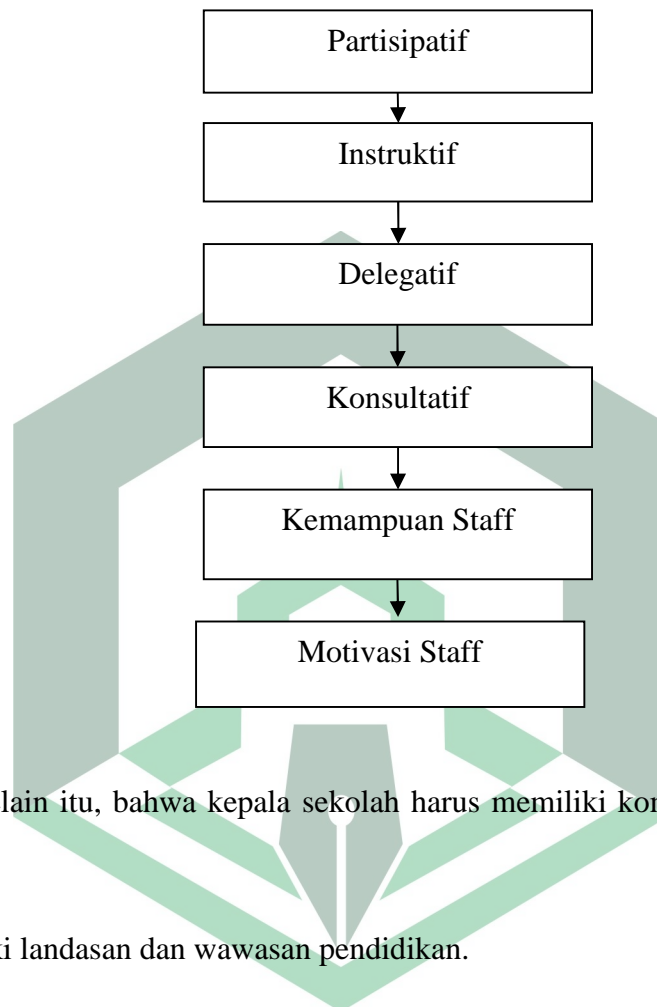 Partisipatif
Instruktif
Delegatif
Konsultatif
Kemampuan Staff
Motivasi Staff
lain itu, bahwa kepala sekolah harus memiliki
landasan dan wawasan pendidikan.